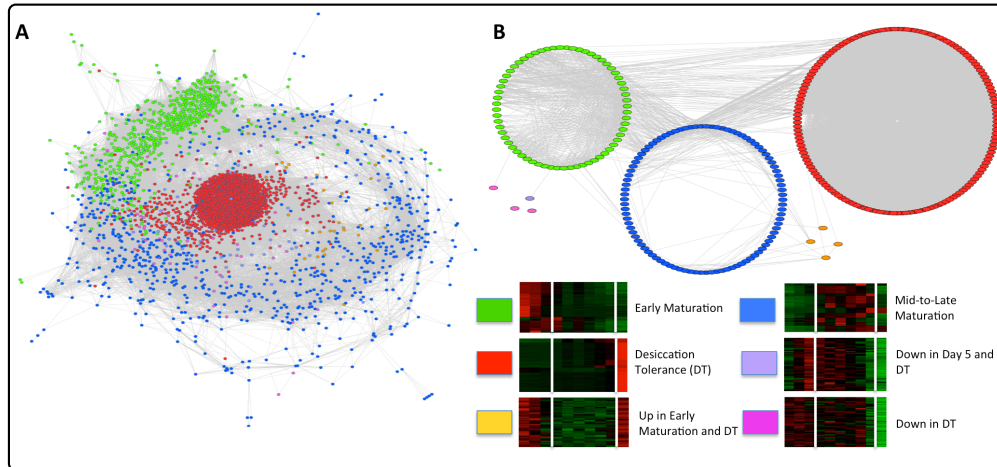 A
B
Early Maturation
Mid-to-Late
Maturation
Desiccation
Tolerance (DT)
Down in Day 5 and
DT
Up in Early
Maturation and DT
Down in DT